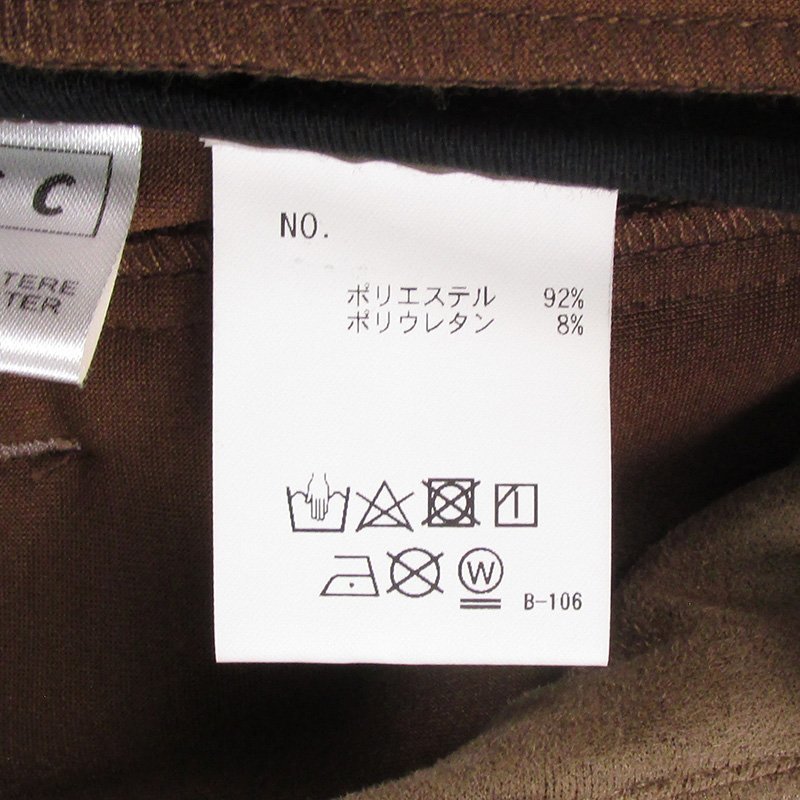 C
TERE
TER
NO.
ポリエステル 92%
ポリウレタン 8%
W
B-106